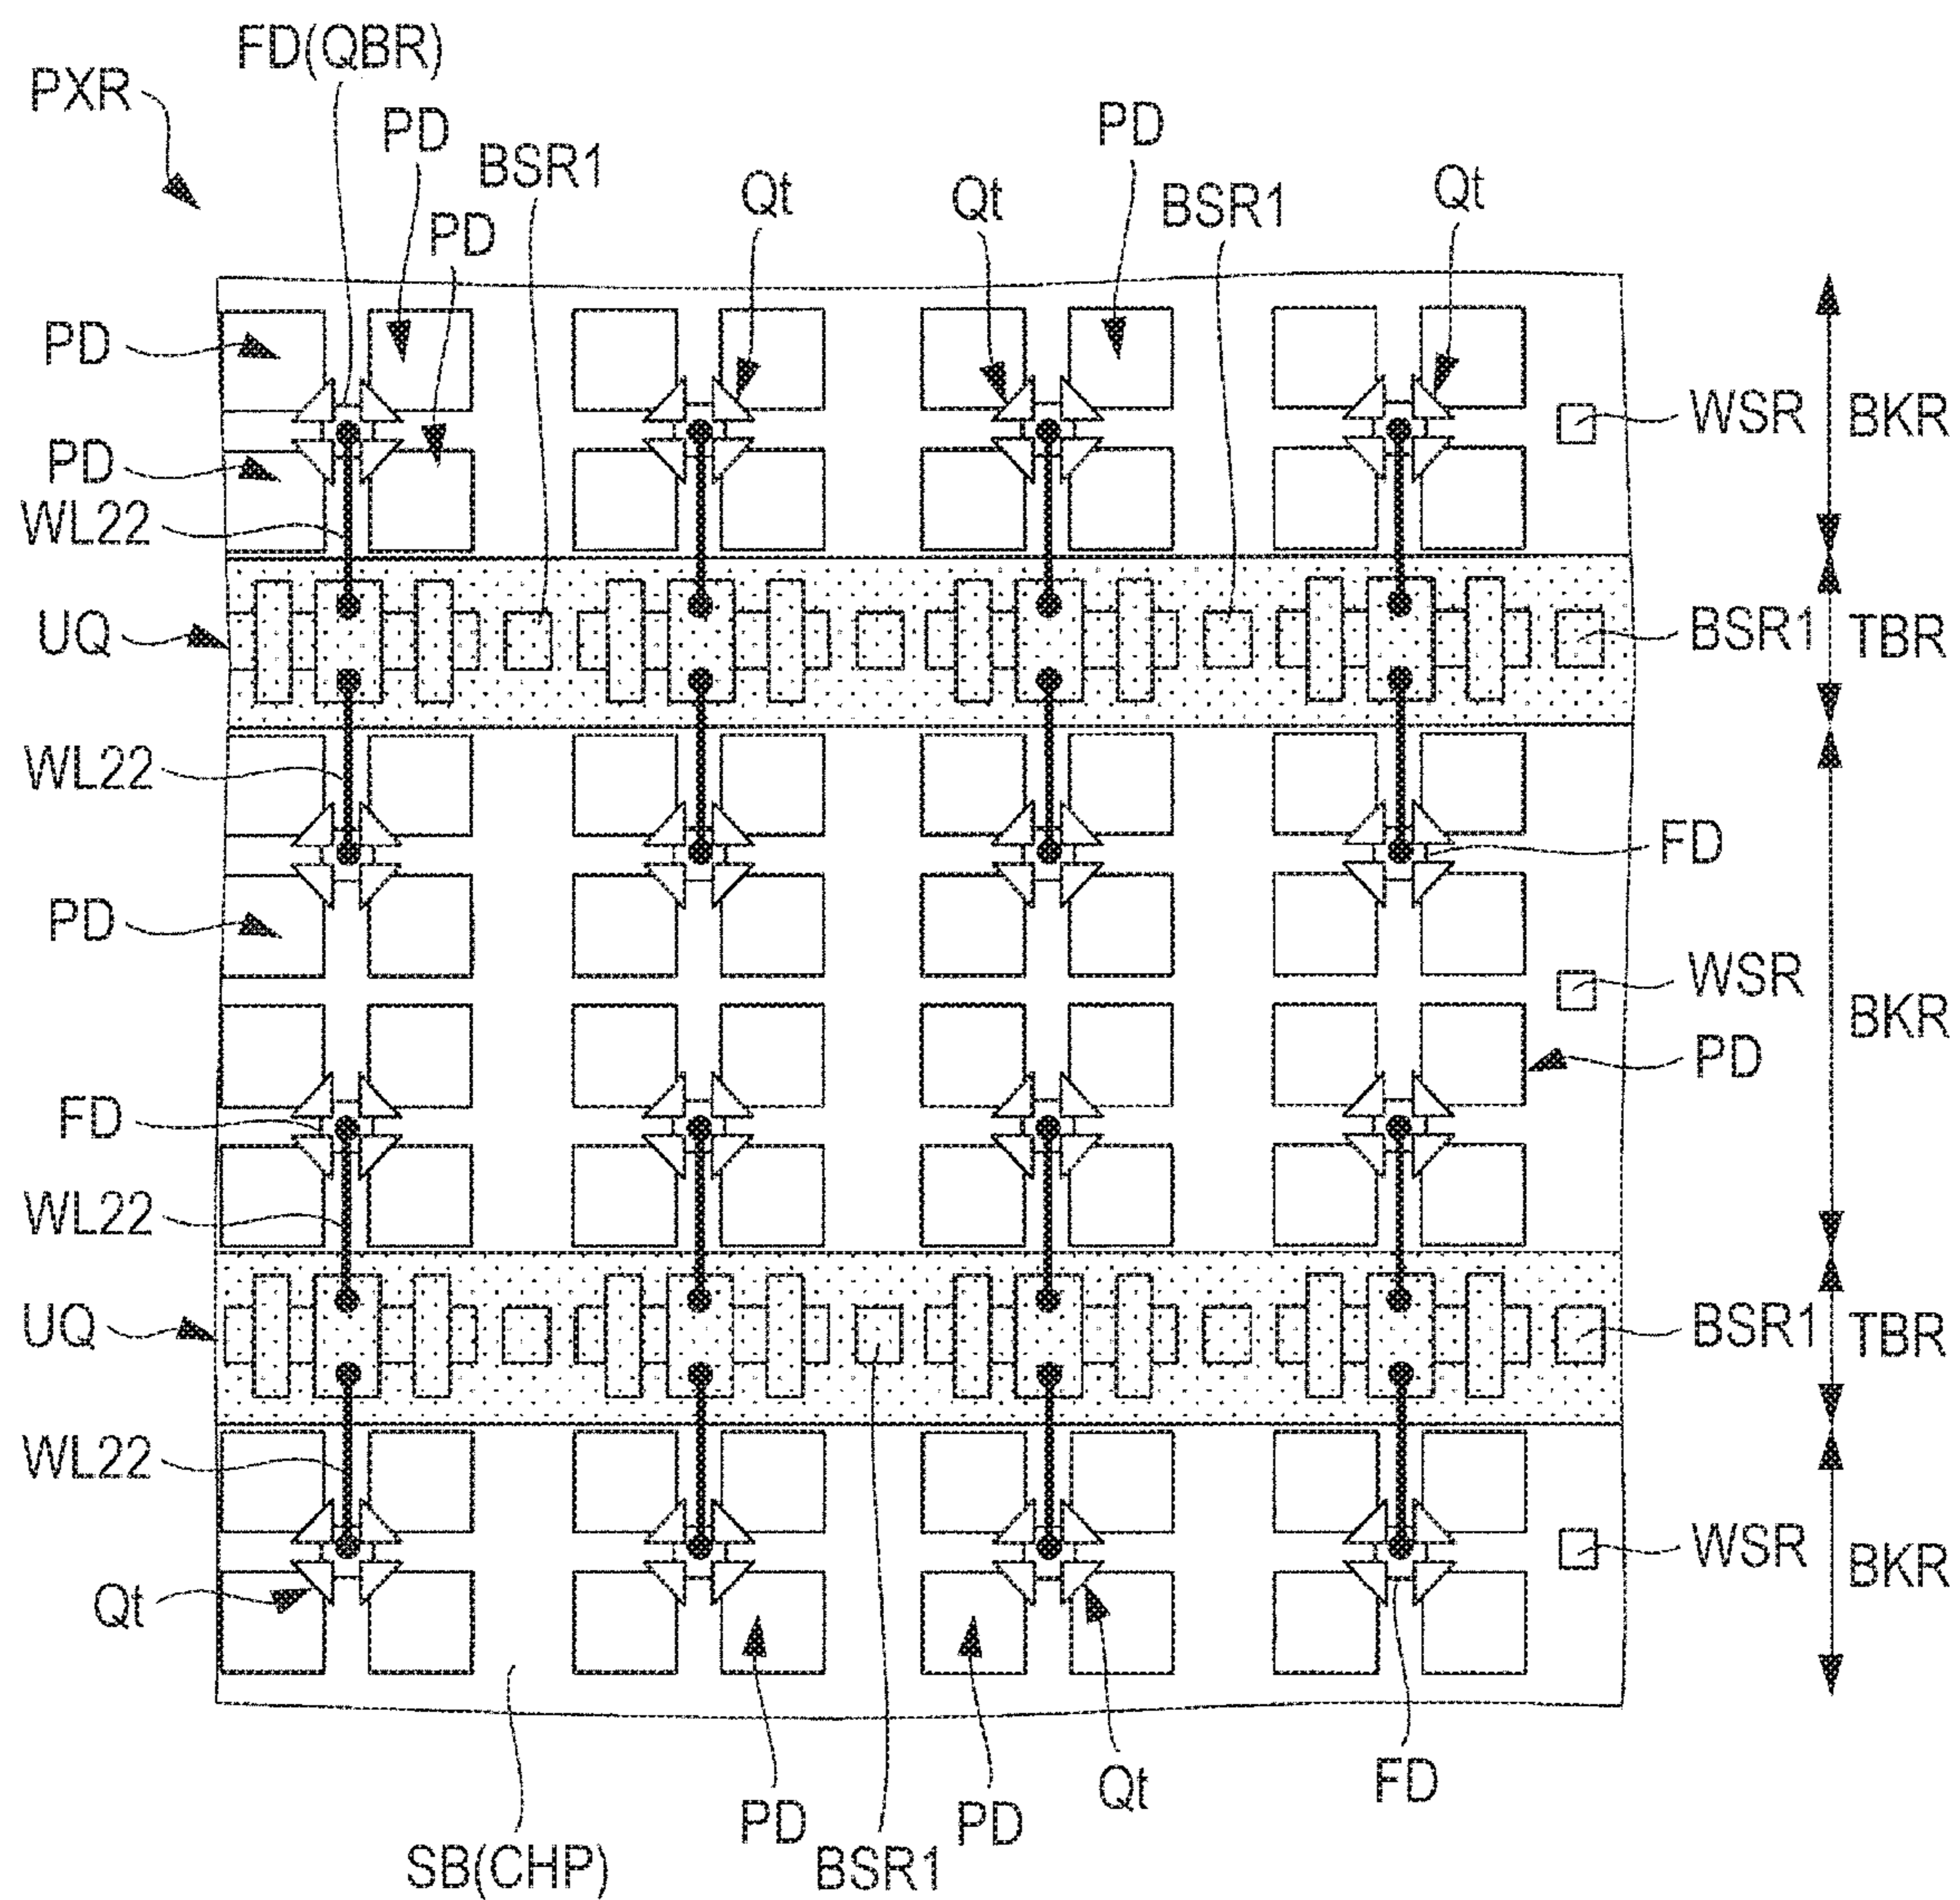 FD(QBR)
PXR
PD
PD
BSR1
PD
Qt
Qt
BSR1
Qt
PD
PD
WSR
BKR
PD
WL22
UQ
BSR1
TBR
WL22
FD
PD
WSR
BKR
PD
FD
WL22
UQ
BSR1
TBR
WL22
WSR
BKR
Qt
PD
PD
Qt
FD
SB(CHP)
BSR1